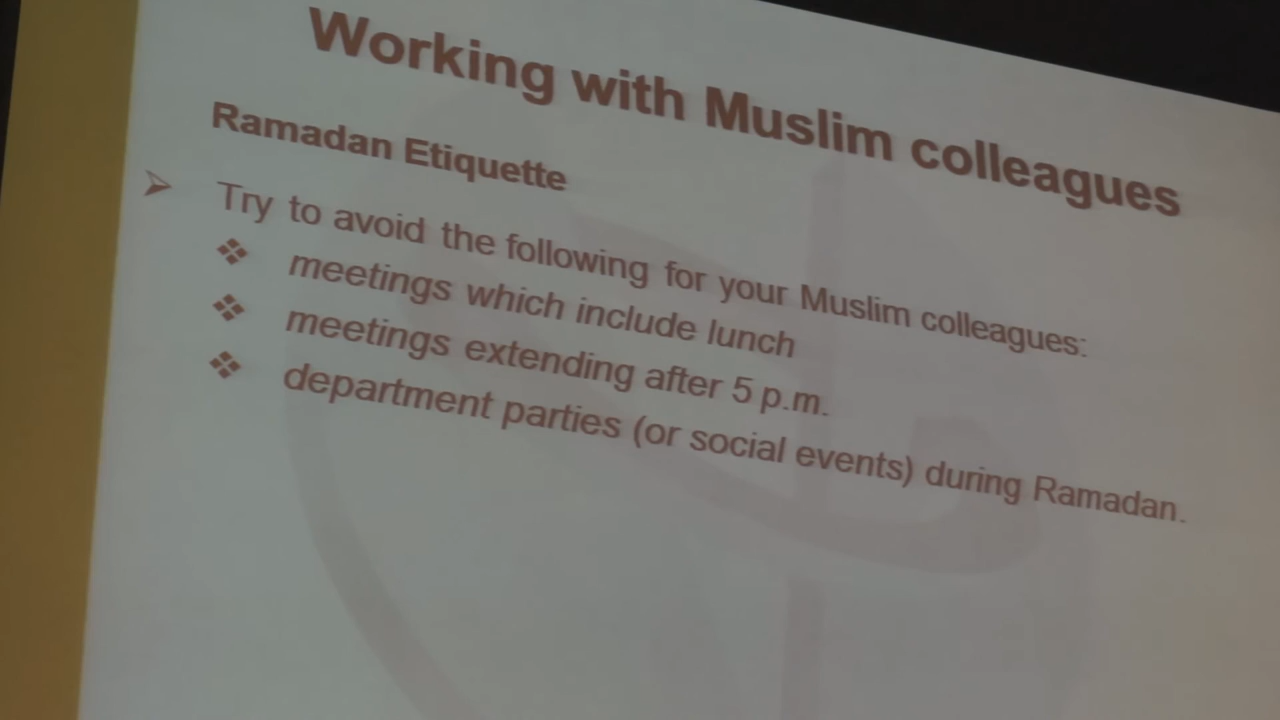 Working with Muslim colleagues
Ramadan Etiquette
Try to avoid the following for your Muslim colleagues:
meetings which include lunch
meetings extending after 5 p.m.
department parties (or social events) during Ramadan.